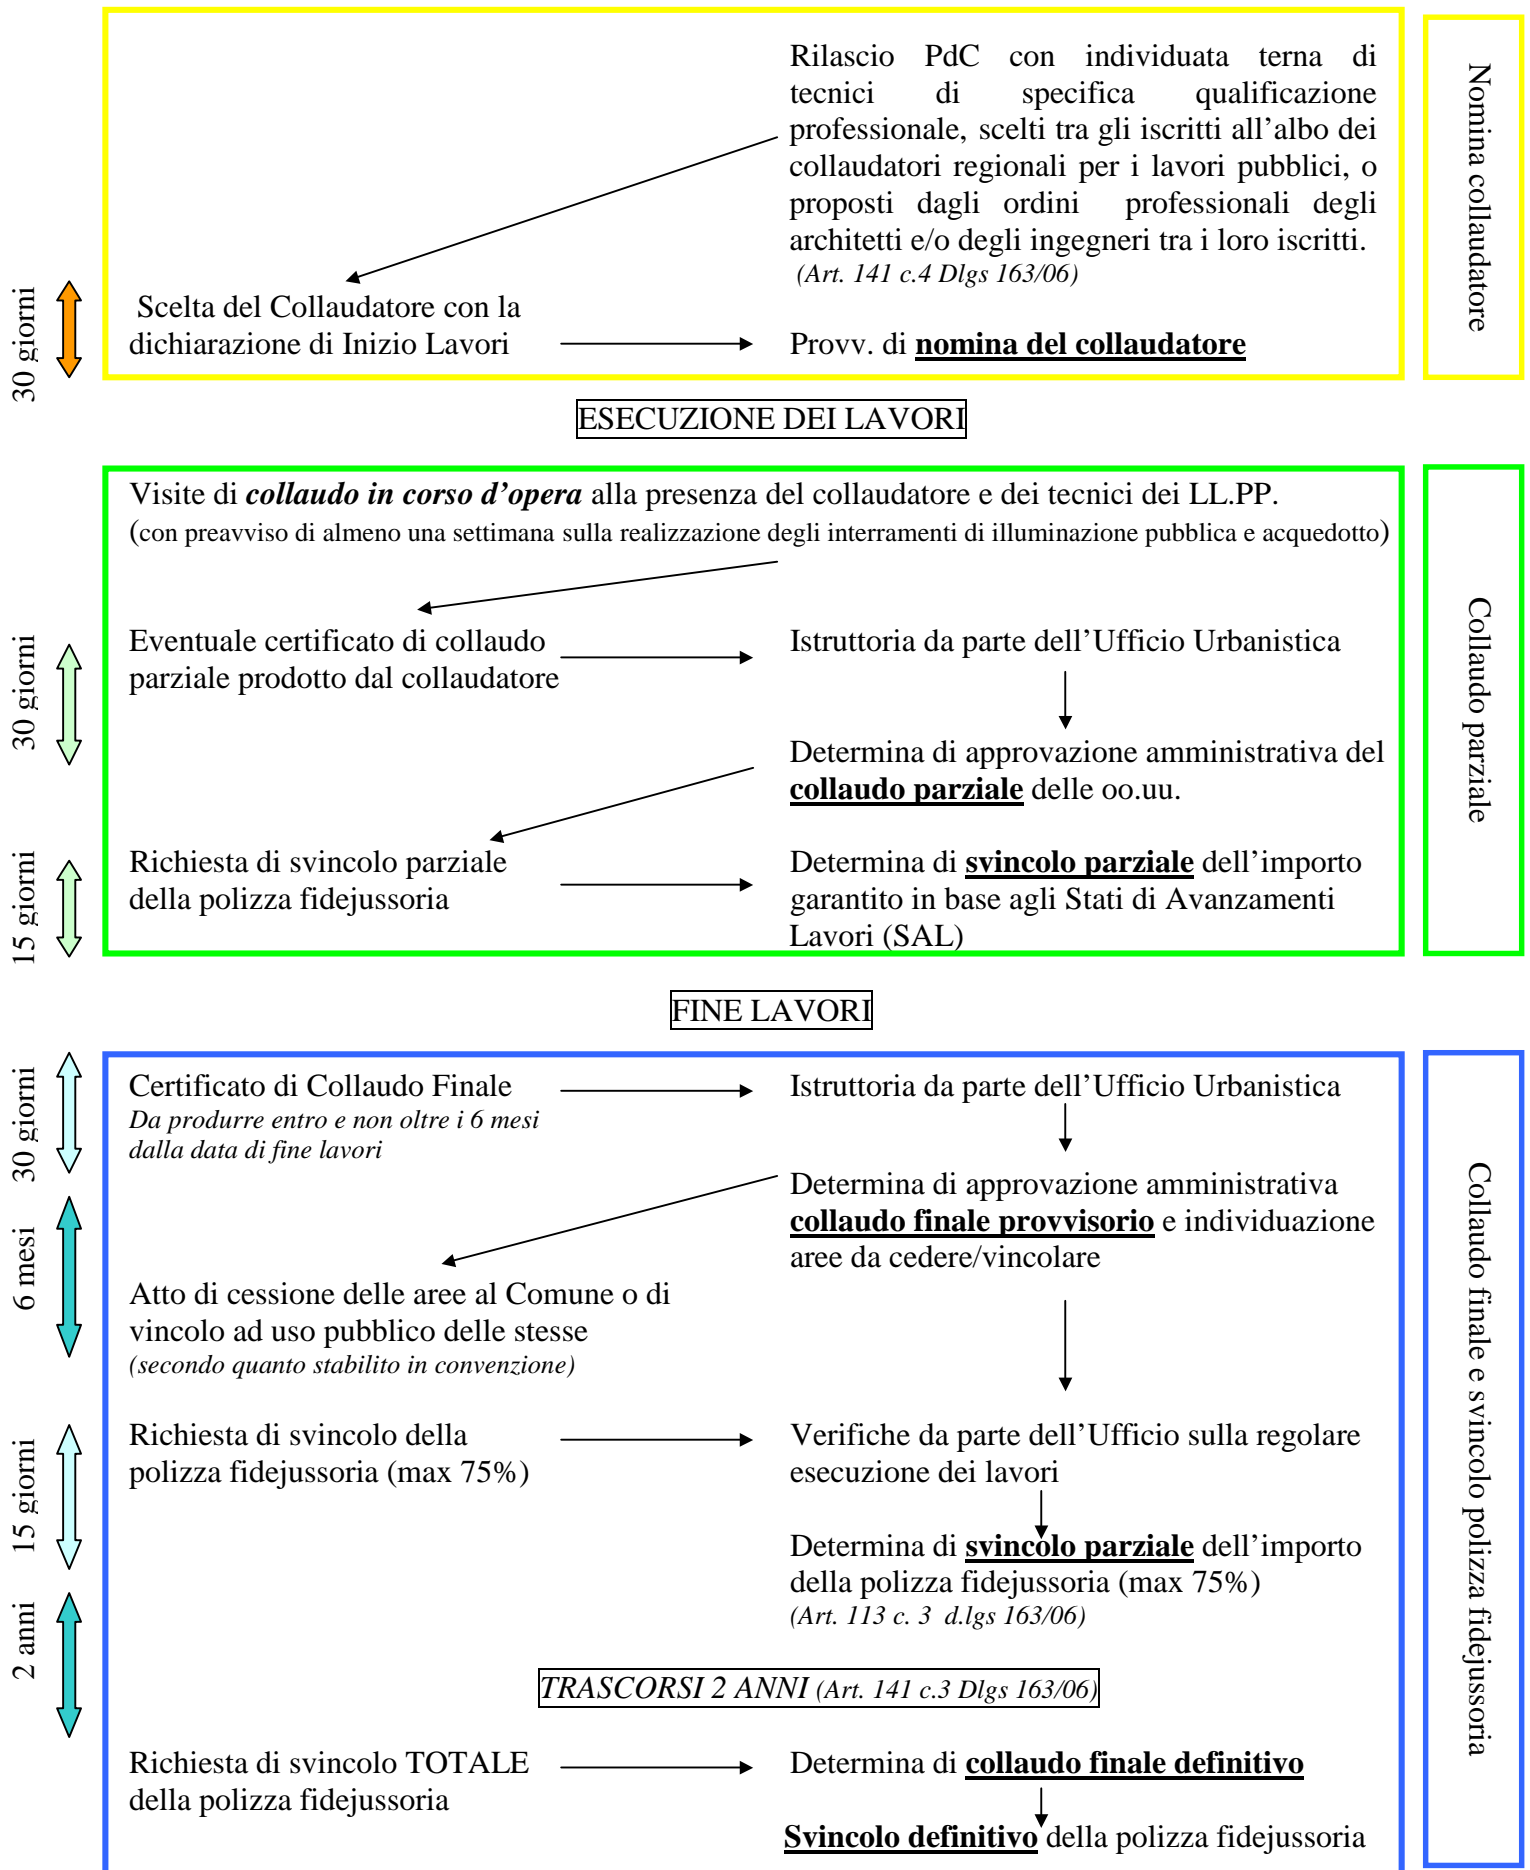 Rilascio PdC con individuata terna di
tecnici di specifica qualificazione
professionale, scelti tra gli iscritti all’albo dei
collaudatori regionali per i lavori pubblici, o
proposti dagli ordini professionali degli
architetti e/o degli ingegneri tra i loro iscritti.
(Art. 141 c.4 Dlgs 163/06)
Scelta del Collaudatore con la
dichiarazione di Inizio Lavori
Provv. di nomina del collaudatore
30 giorni
Nomina collaudatore
ESECUZIONE DEI LAVORI
Visite di collaudo in corso d’opera alla presenza del collaudatore e dei tecnici dei LL.PP.
(con preavviso di almeno una settimana sulla realizzazione degli interramenti di illuminazione pubblica e acquedotto)
Eventuale certificato di collaudo
parziale prodotto dal collaudatore
Istruttoria da parte dell’Ufficio Urbanistica
30 giorni
Determina di approvazione amministrativa del
collaudo parziale delle oo.uu.
Richiesta di svincolo parziale
della polizza fidejussoria
Determina di svincolo parziale dell’importo
garantito in base agli Stati di Avanzamenti
Lavori (SAL)
15 giorni
Collaudo parziale
FINE LAVORI
Certificato di Collaudo Finale
Da produrre entro e non oltre i 6 mesi
dalla data di fine lavori
Istruttoria da parte dell’Ufficio Urbanistica
30 giorni
Determina di approvazione amministrativa
collaudo finale provvisorio e individuazione
aree da cedere/vincolare
6 mesi
Atto di cessione delle aree al Comune o di
vincolo ad uso pubblico delle stesse
(secondo quanto stabilito in convenzione)
Richiesta di svincolo della
polizza fidejussoria (max 75%)
Verifiche da parte dell’Ufficio sulla regolare
esecuzione dei lavori
15 giorni
Determina di svincolo parziale dell’importo
della polizza fidejussoria (max 75%)
(Art. 113 c. 3 d.lgs 163/06)
2 anni
TRASCORSI 2 ANNI (Art. 141 c.3 Dlgs 163/06)
Richiesta di svincolo TOTALE
della polizza fidejussoria
Determina di collaudo finale definitivo
Svincolo definitivo della polizza fidejussoria
Collaudo finale e svincolo polizza fidejussoria